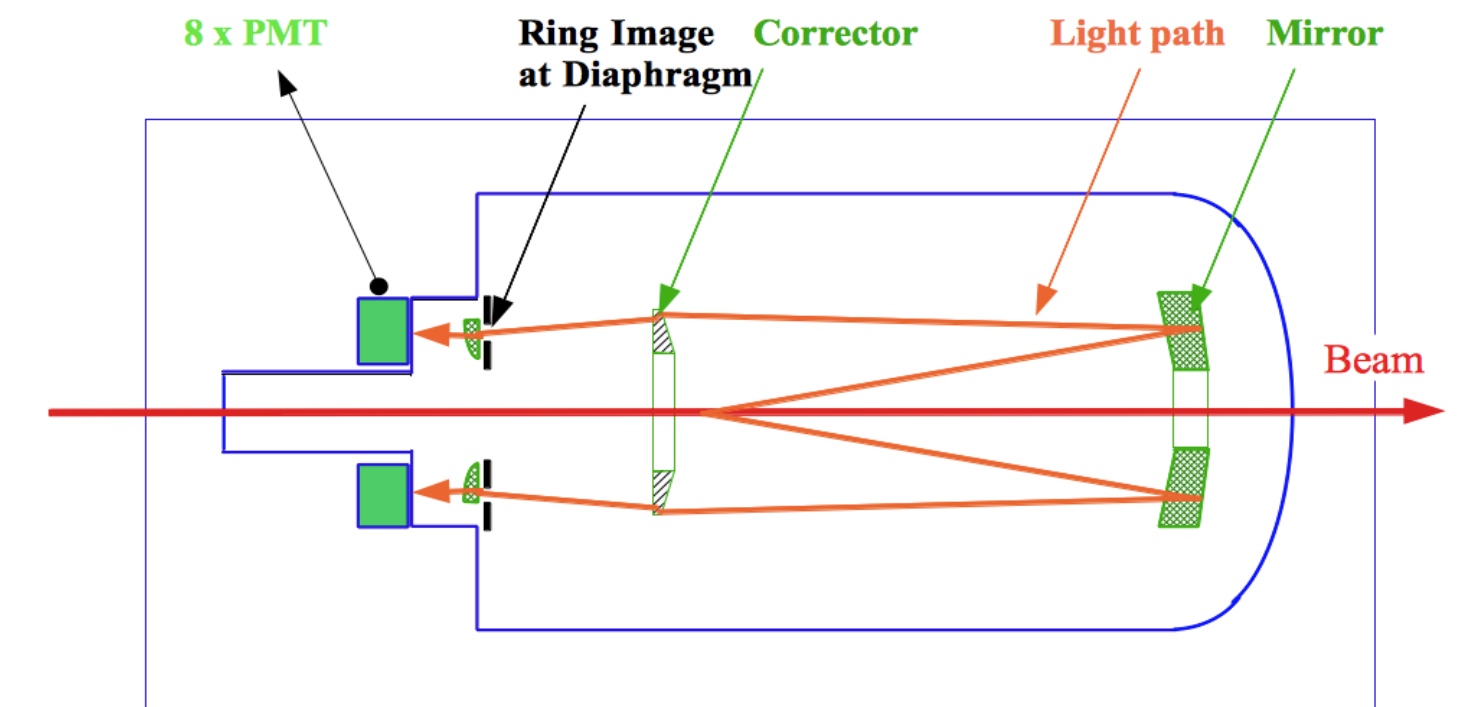 8 x PMT
Ring Image
at Diaphragm
Corrector
Light path
Mirror
Beam